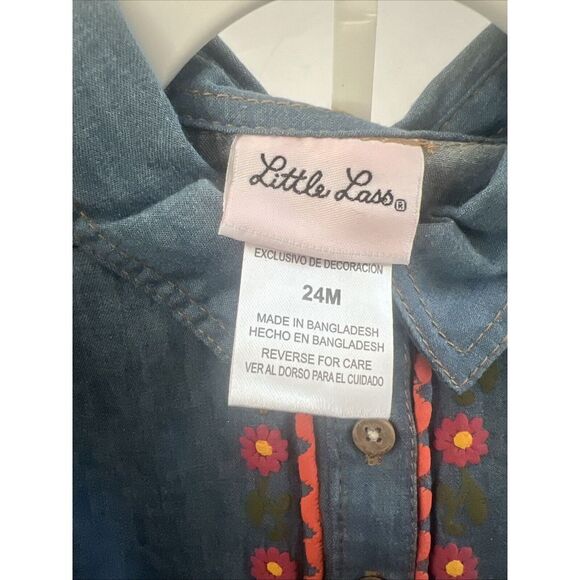 Little Lass®
EXCLUSIVO DE DECORACIÓN
24M
MADE IN BANGLADESH
HECHO EN BANGLADESH
REVERSE FOR CARE
VER AL DORSO PARA EL CUIDADO